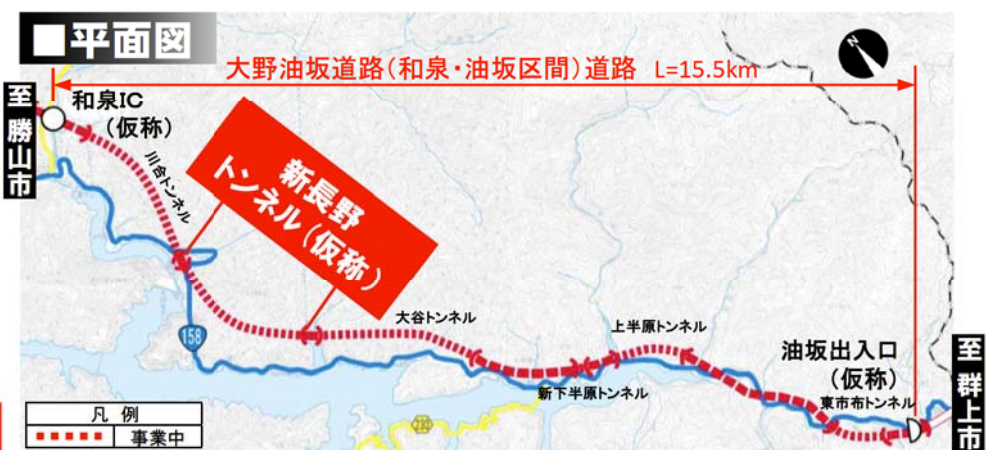 ■平面図
大野油坂道路(和泉・油坂区間)道路 L=15.5km
N
至勝山市
和泉IC
(仮称)
川合トンネル
新長野
トンネル(仮称)
158
大谷トンネル
上半原トンネル
新下半原トンネル
油坂出入口
(仮称)
東市布トンネル
至群上市
230
凡 例
事業中